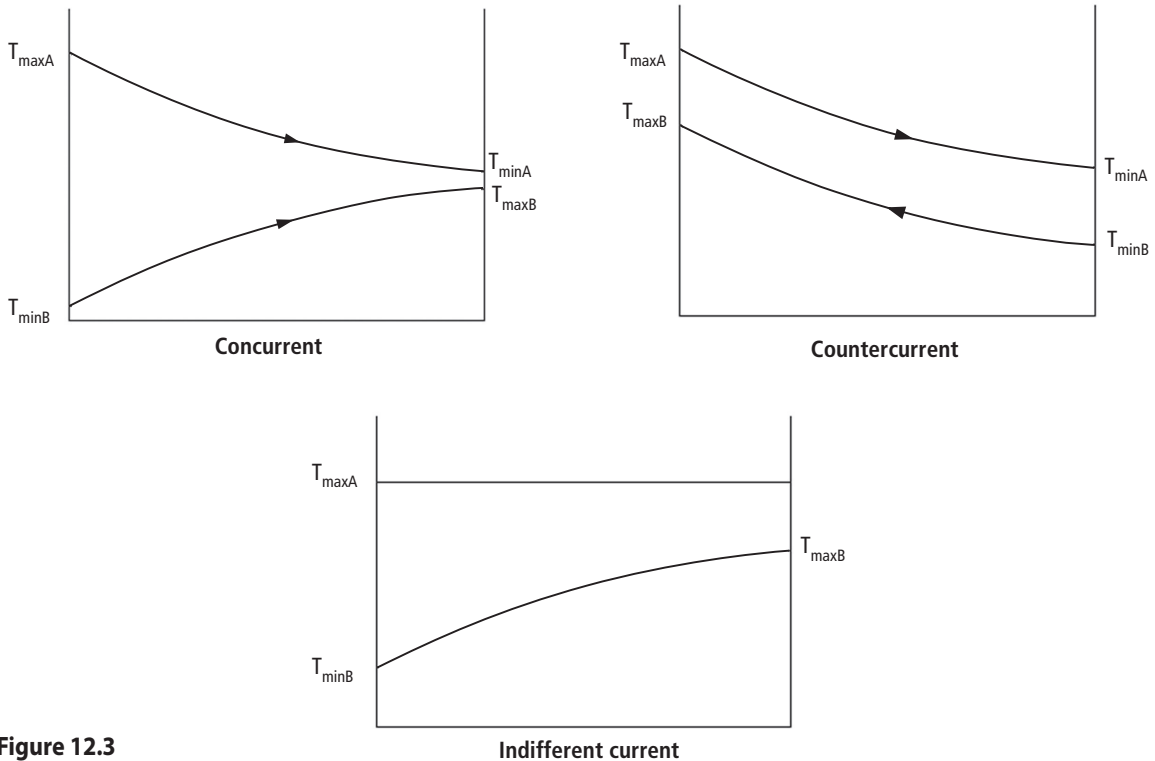 T_maxA
T_minA
T_maxB
T_minB
Concurrent
T_maxA
T_maxB
T_minA
T_minB
Countercurrent
T_maxA
T_maxB
T_minB
Figure 12.3
Indifferent current